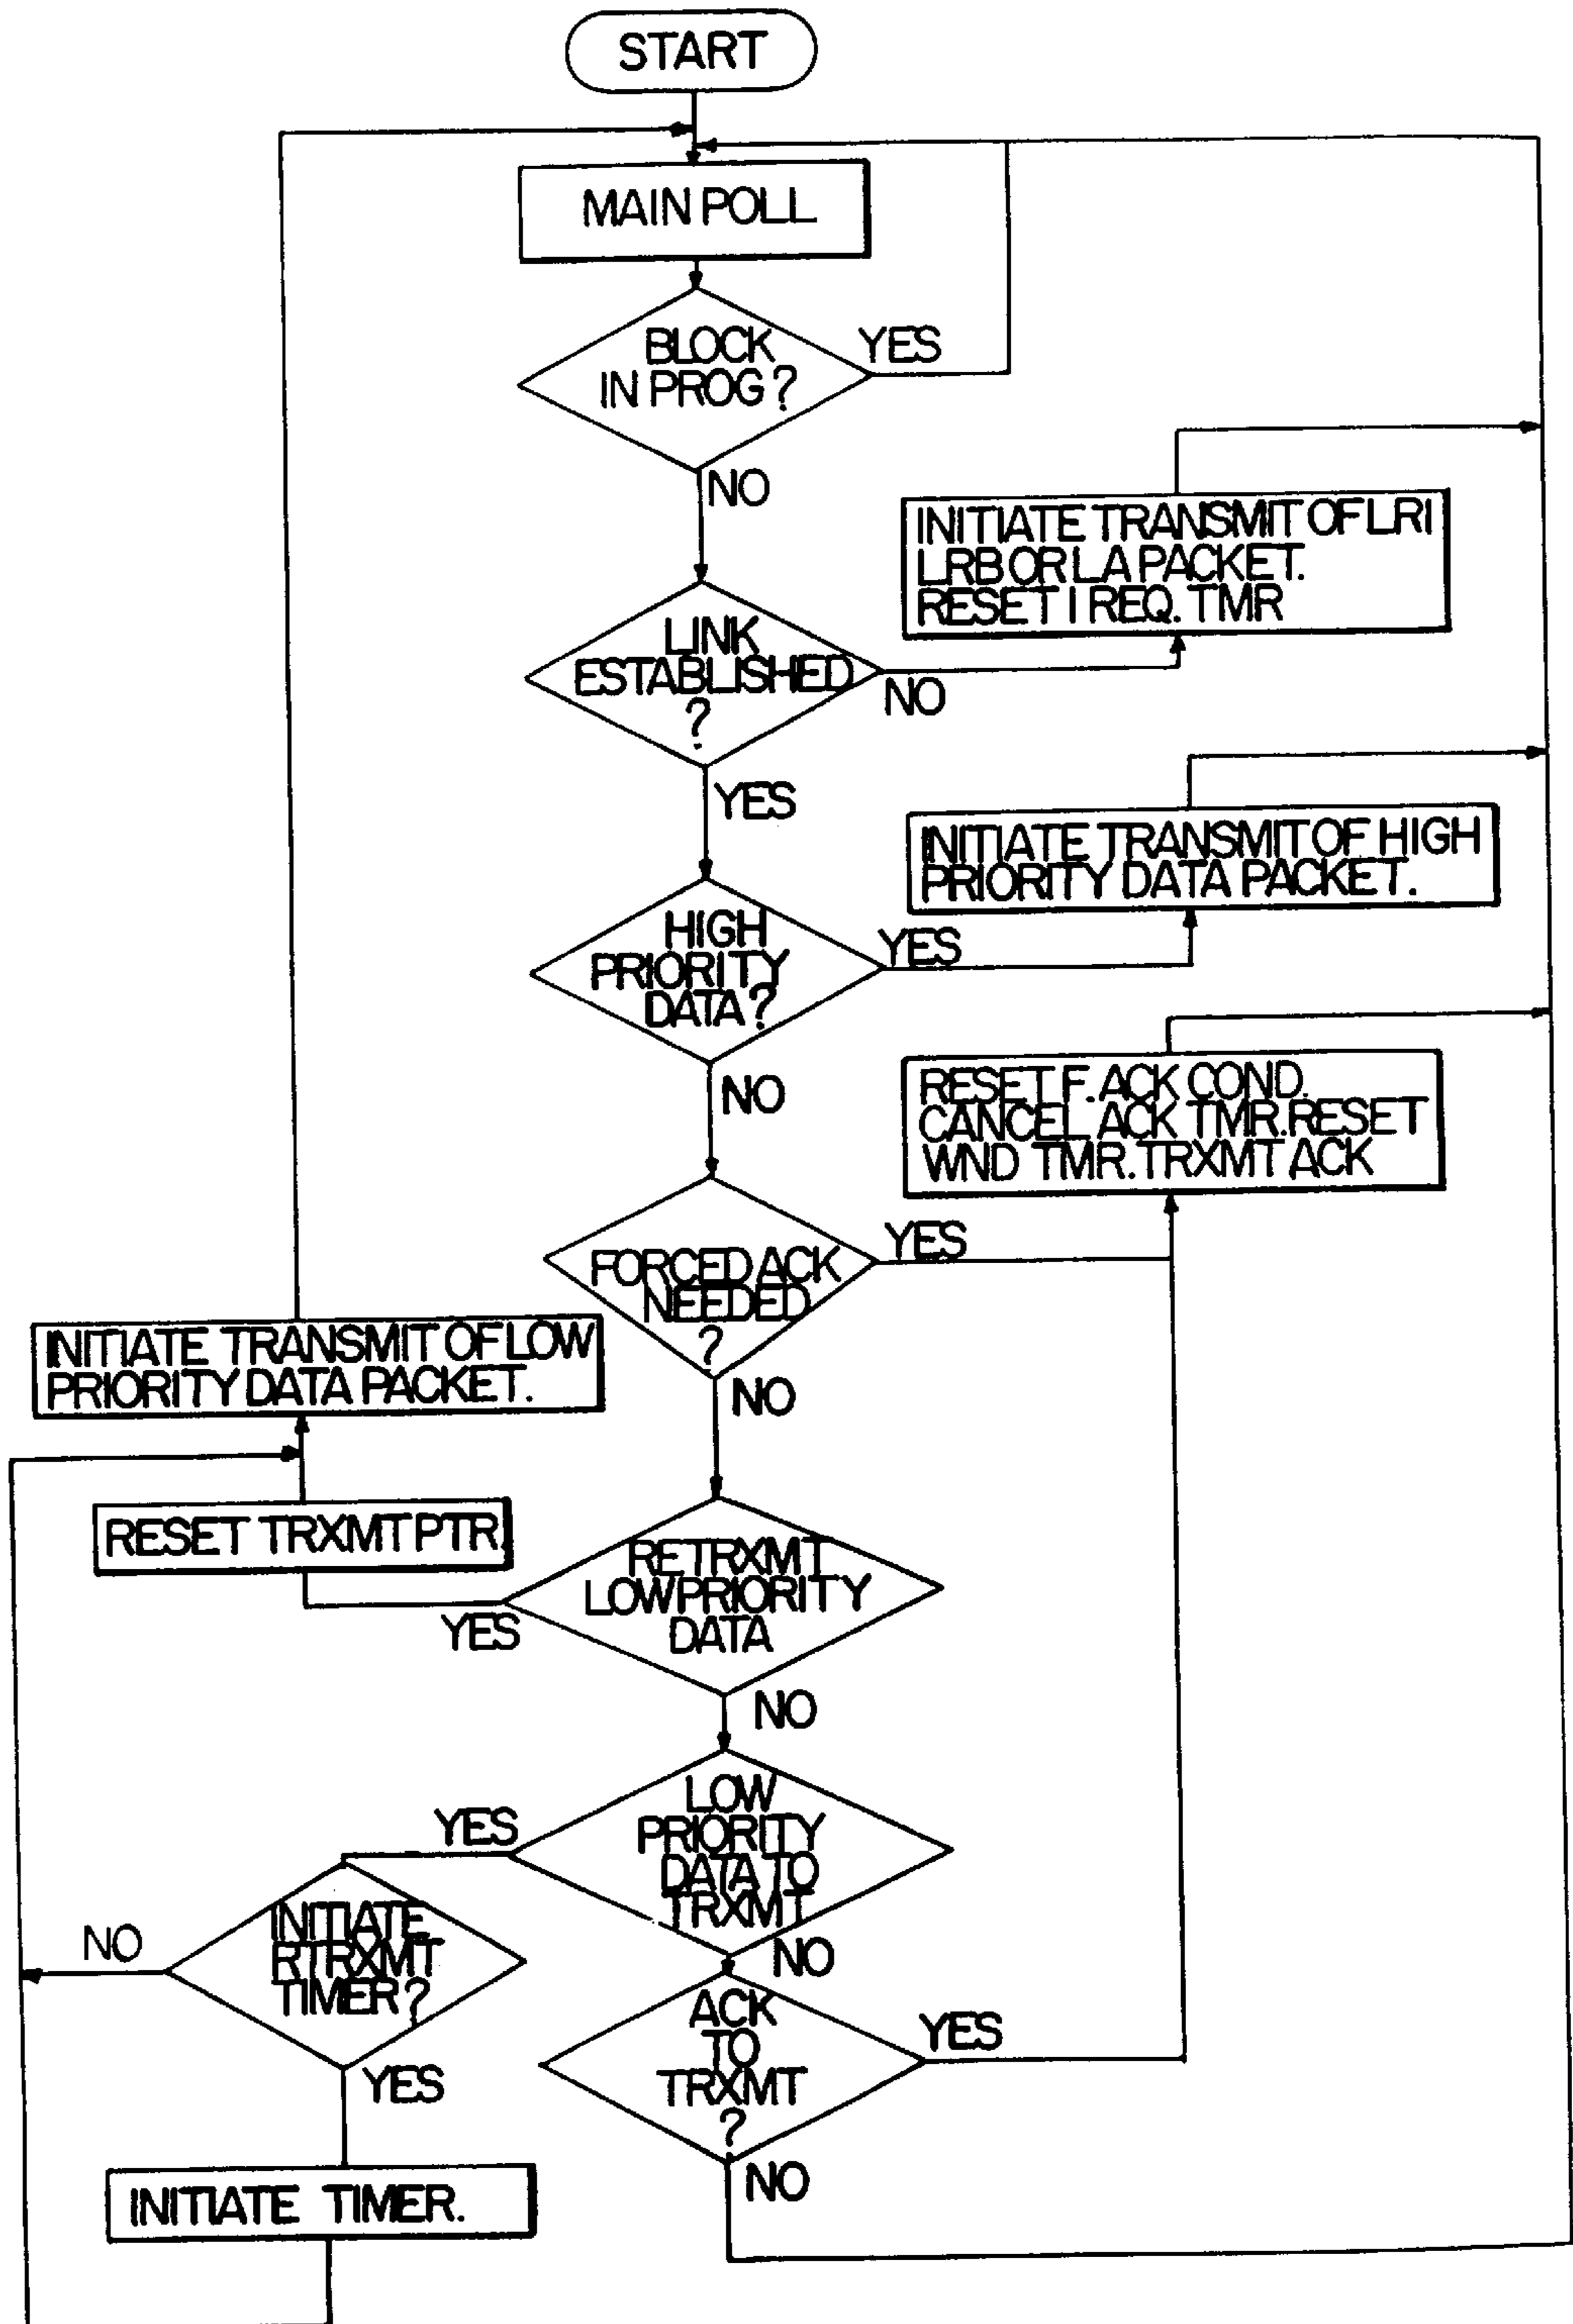 START
MAIN POLL
BLOCK
IN PROG?
YES
NO
INITIATE TRANSMIT OF LRI
LRB OR LA PACKET.
RESET I REQ. TMR
LINK
ESTABLISHED
?
NO
YES
INITIATE TRANSMIT OF HIGH
PRIORITY DATA PACKET.
HIGH
PRIORITY
DATA?
YES
NO
RESET F. ACK COND.
CANCEL ACK TMR. RESET
WND TMR. TRXMT ACK
FORCED ACK
NEEDED
?
YES
NO
INITIATE TRANSMIT OF LOW
PRIORITY DATA PACKET.
RESET TRXMT PTR.
RETRXMT
LOW PRIORITY
DATA
YES
NO
LOW
PRIORITY
DATA TO
TRXMT
YES
NO
INITIATE
RTRXMT
TIMER?
NO
YES
ACK
TO
TRXMT
?
YES
NO
INITIATE TIMER.